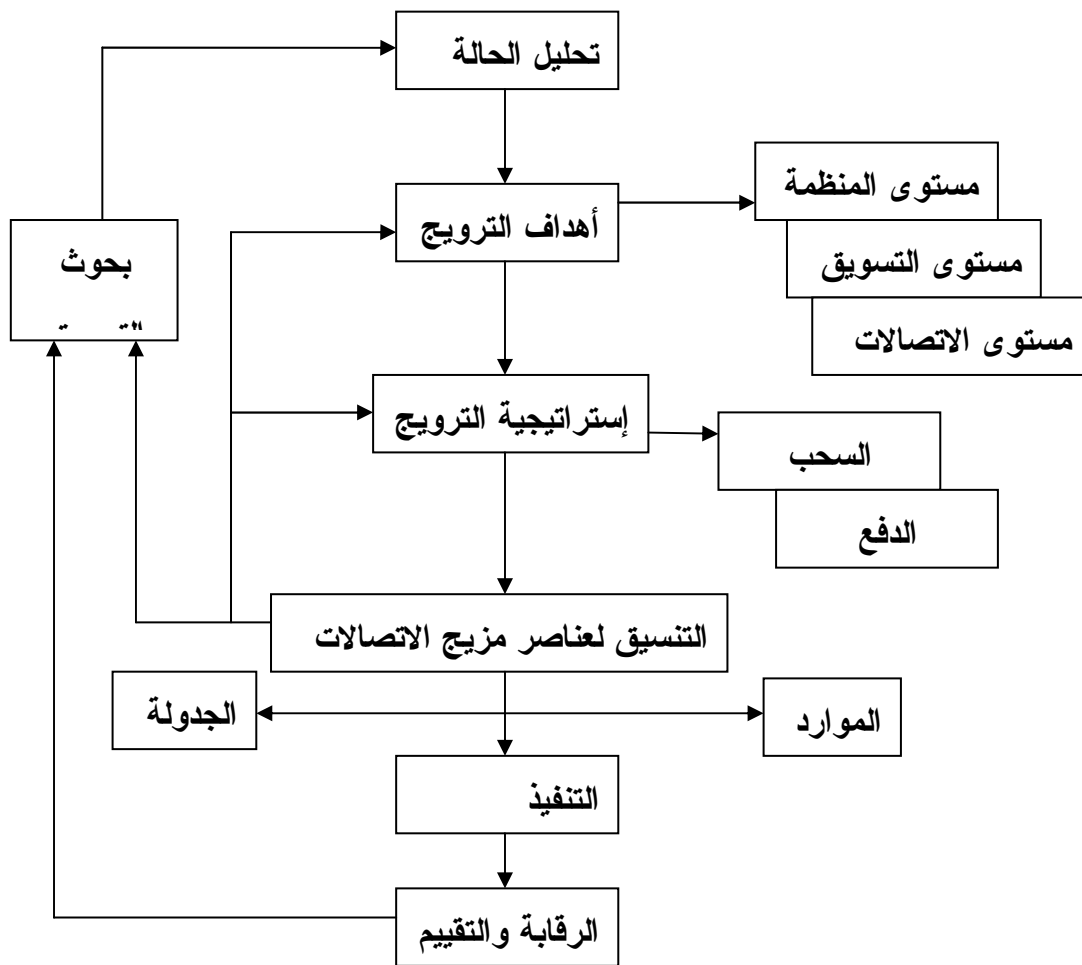 تحليل الحالة
أهداف الترويج
مستوى المنظمة
مستوى التسويق
مستوى الاتصالات
بحوث
إستراتيجية الترويج
السحب
الدفع
التنسيق لعناصر مزيج الاتصالات
الجدولة
الموارد
التنفيذ
الرقابة والتقييم